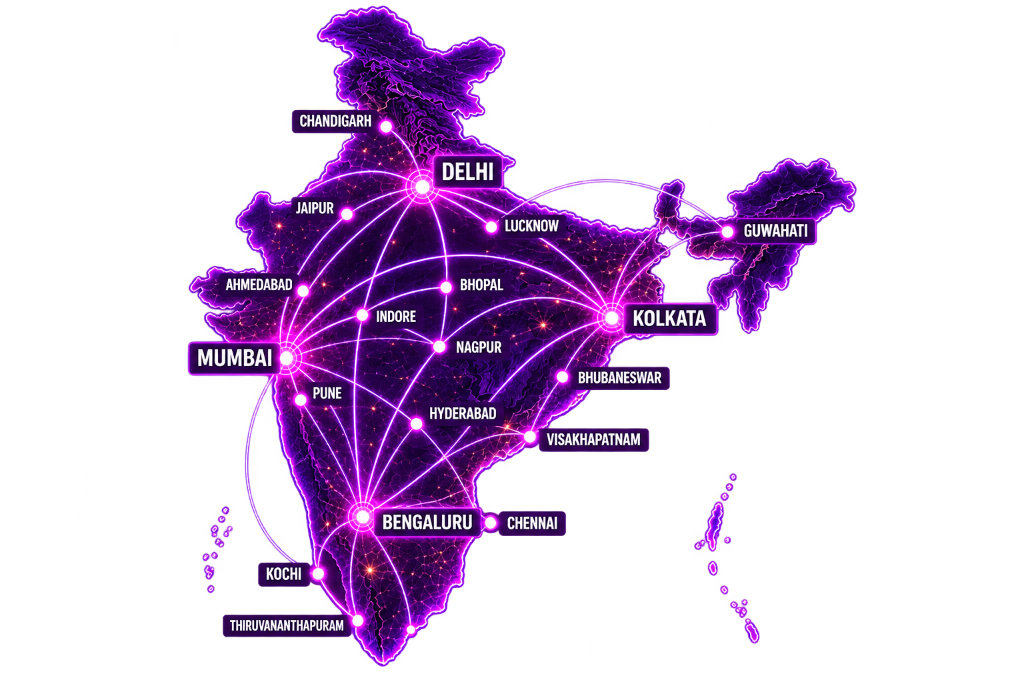 CHANDIGARH
DELHI
JAIPUR
LUCKNOW
GUWAHATI
AHMEDABAD
BHOPAL
INDORE
KOLKATA
NAGPUR
MUMBAI
BHUBANESWAR
PUNE
HYDERABAD
VISAKHAPATNAM
BENGALURU
CHENNAI
KOCHI
THIRUVANANTHAPURAM